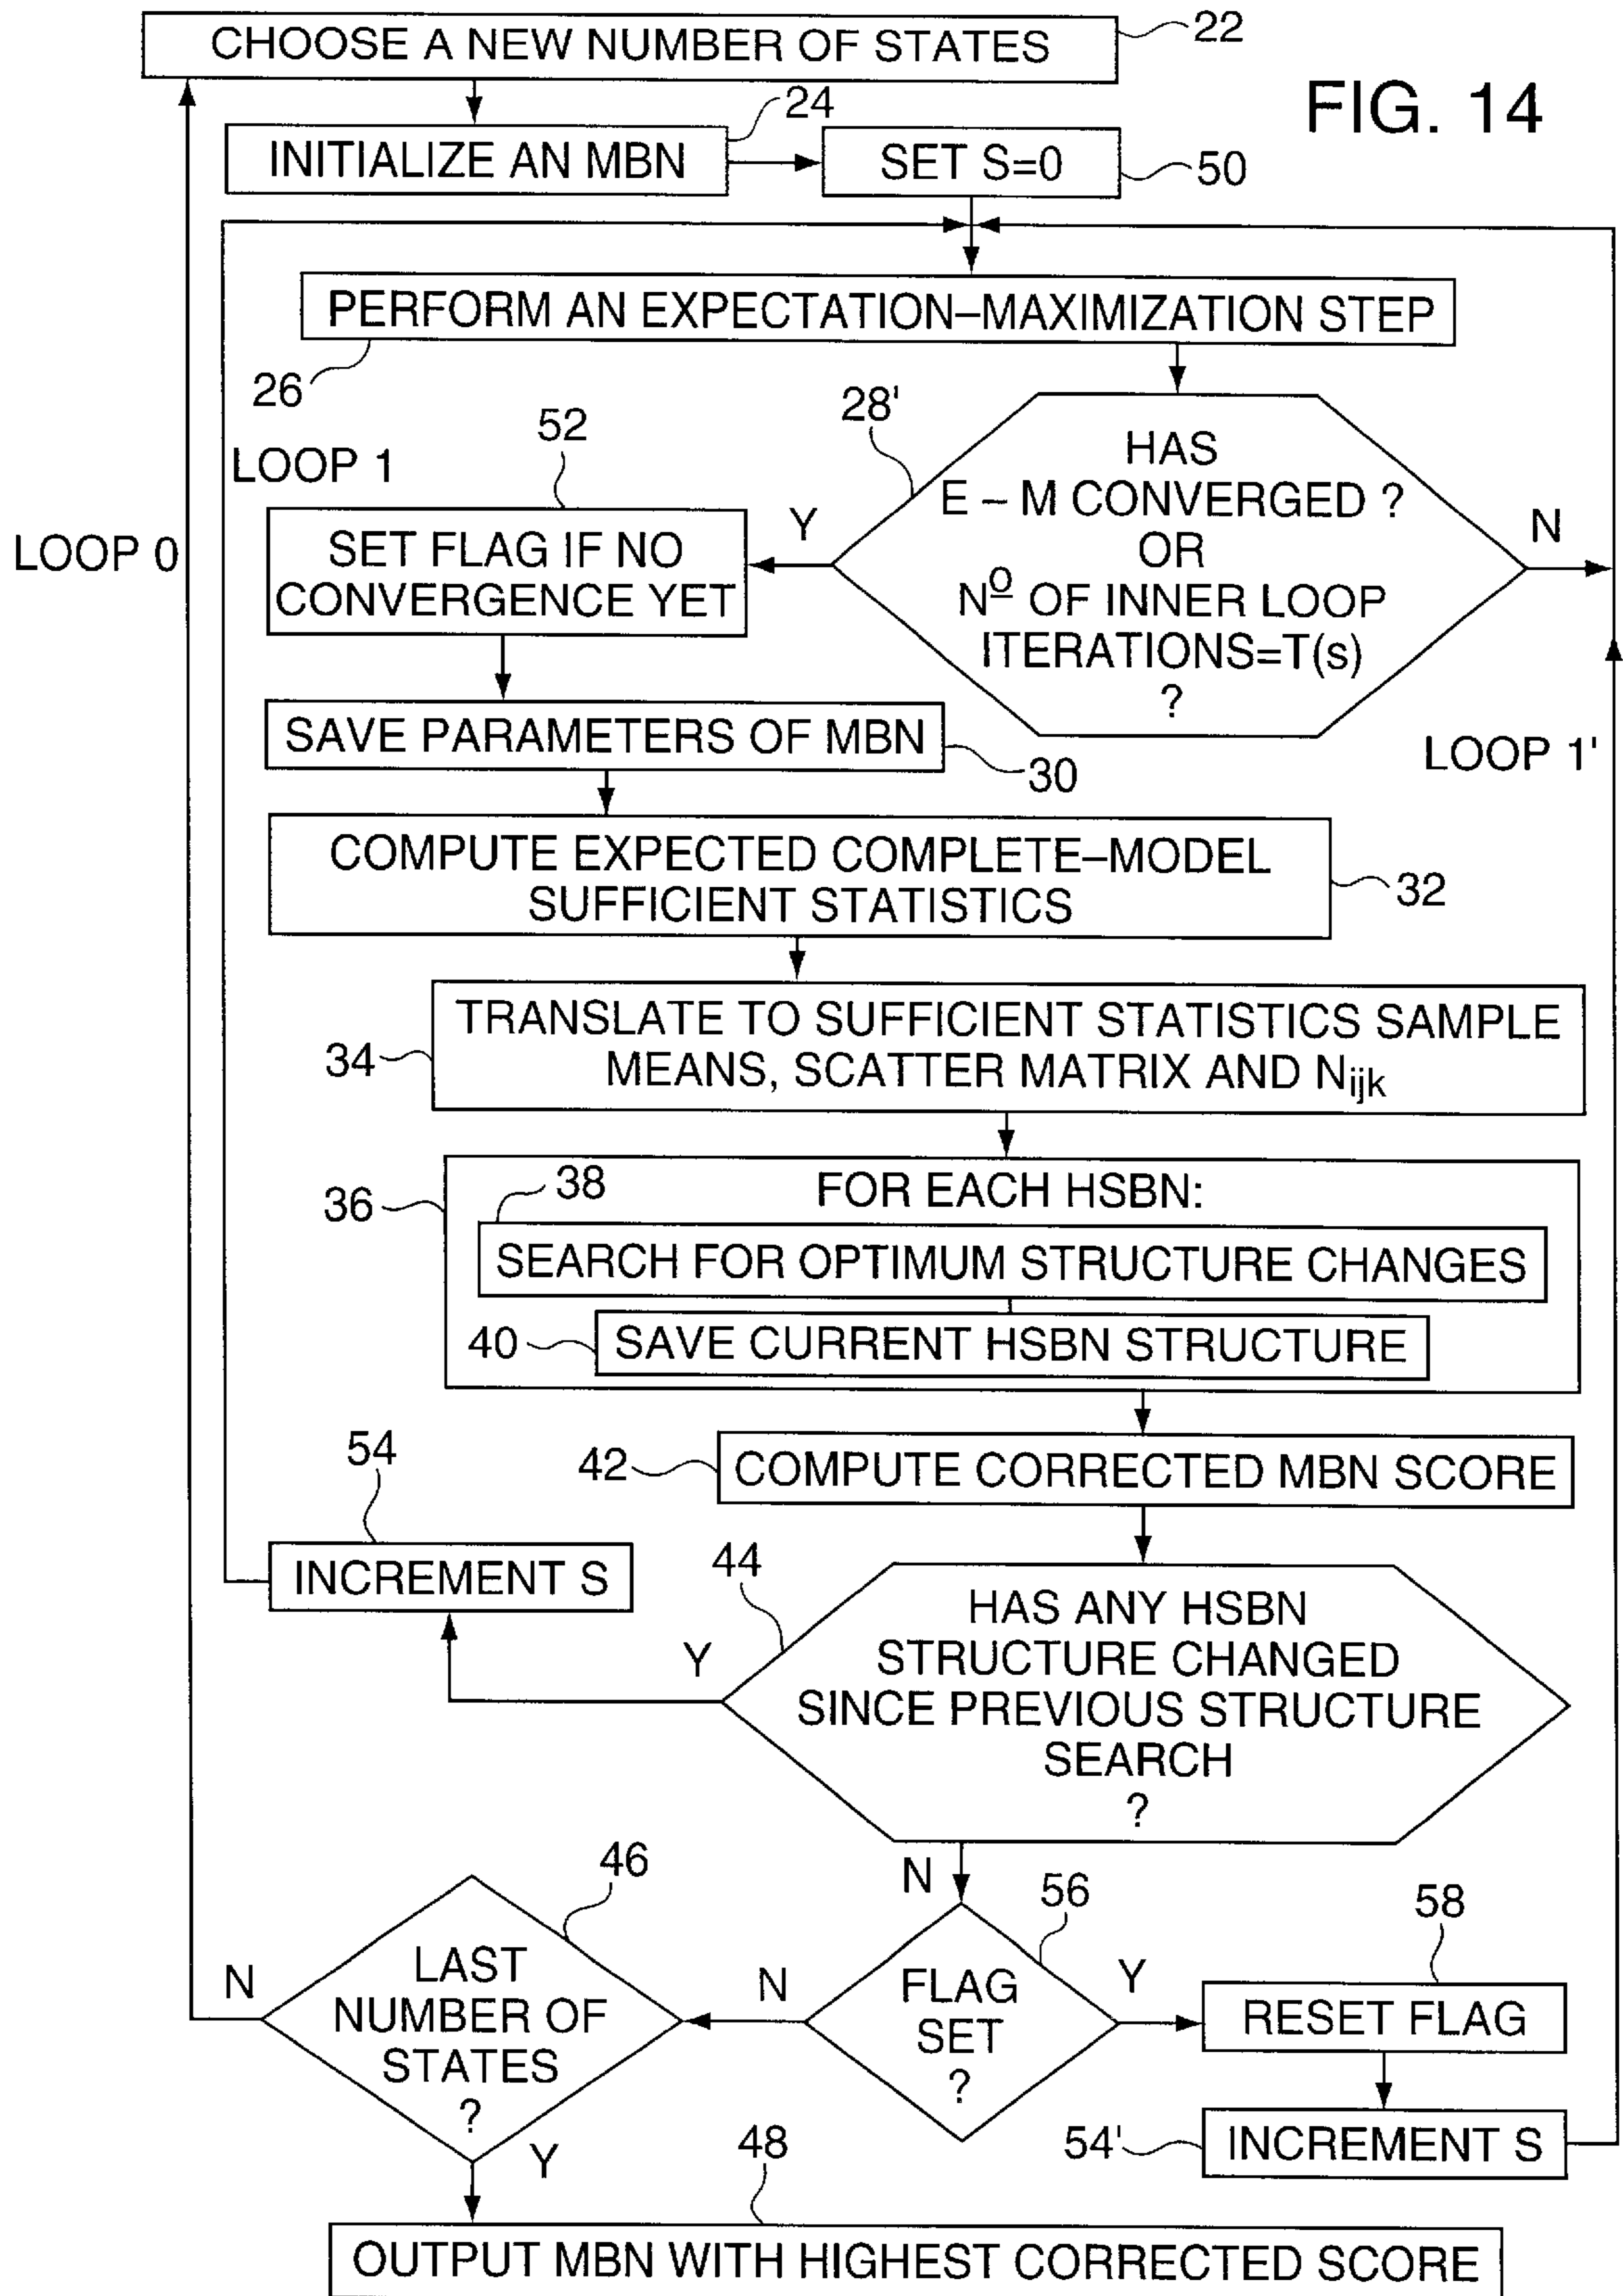 CHOOSE A NEW NUMBER OF STATES
22
FIG. 14
24
INITIALIZE AN MBN
SET S=0
50
PERFORM AN EXPECTATION–MAXIMIZATION STEP
26
28'
52
LOOP 1
HAS
E – M CONVERGED ?
OR
Nº OF INNER LOOP
ITERATIONS=T(s)
?
Y
N
LOOP 0
SET FLAG IF NO
CONVERGENCE YET
SAVE PARAMETERS OF MBN
30
LOOP 1'
COMPUTE EXPECTED COMPLETE–MODEL
SUFFICIENT STATISTICS
32
34
TRANSLATE TO SUFFICIENT STATISTICS SAMPLE
MEANS, SCATTER MATRIX AND Nijk
36
38
FOR EACH HSBN:
SEARCH FOR OPTIMUM STRUCTURE CHANGES
40
SAVE CURRENT HSBN STRUCTURE
42
COMPUTE CORRECTED MBN SCORE
54
INCREMENT S
44
HAS ANY HSBN
STRUCTURE CHANGED
SINCE PREVIOUS STRUCTURE
SEARCH
?
Y
N
46
56
58
LAST
NUMBER OF
STATES
?
N
N
FLAG
SET
?
Y
RESET FLAG
54'
INCREMENT S
Y
48
OUTPUT MBN WITH HIGHEST CORRECTED SCORE